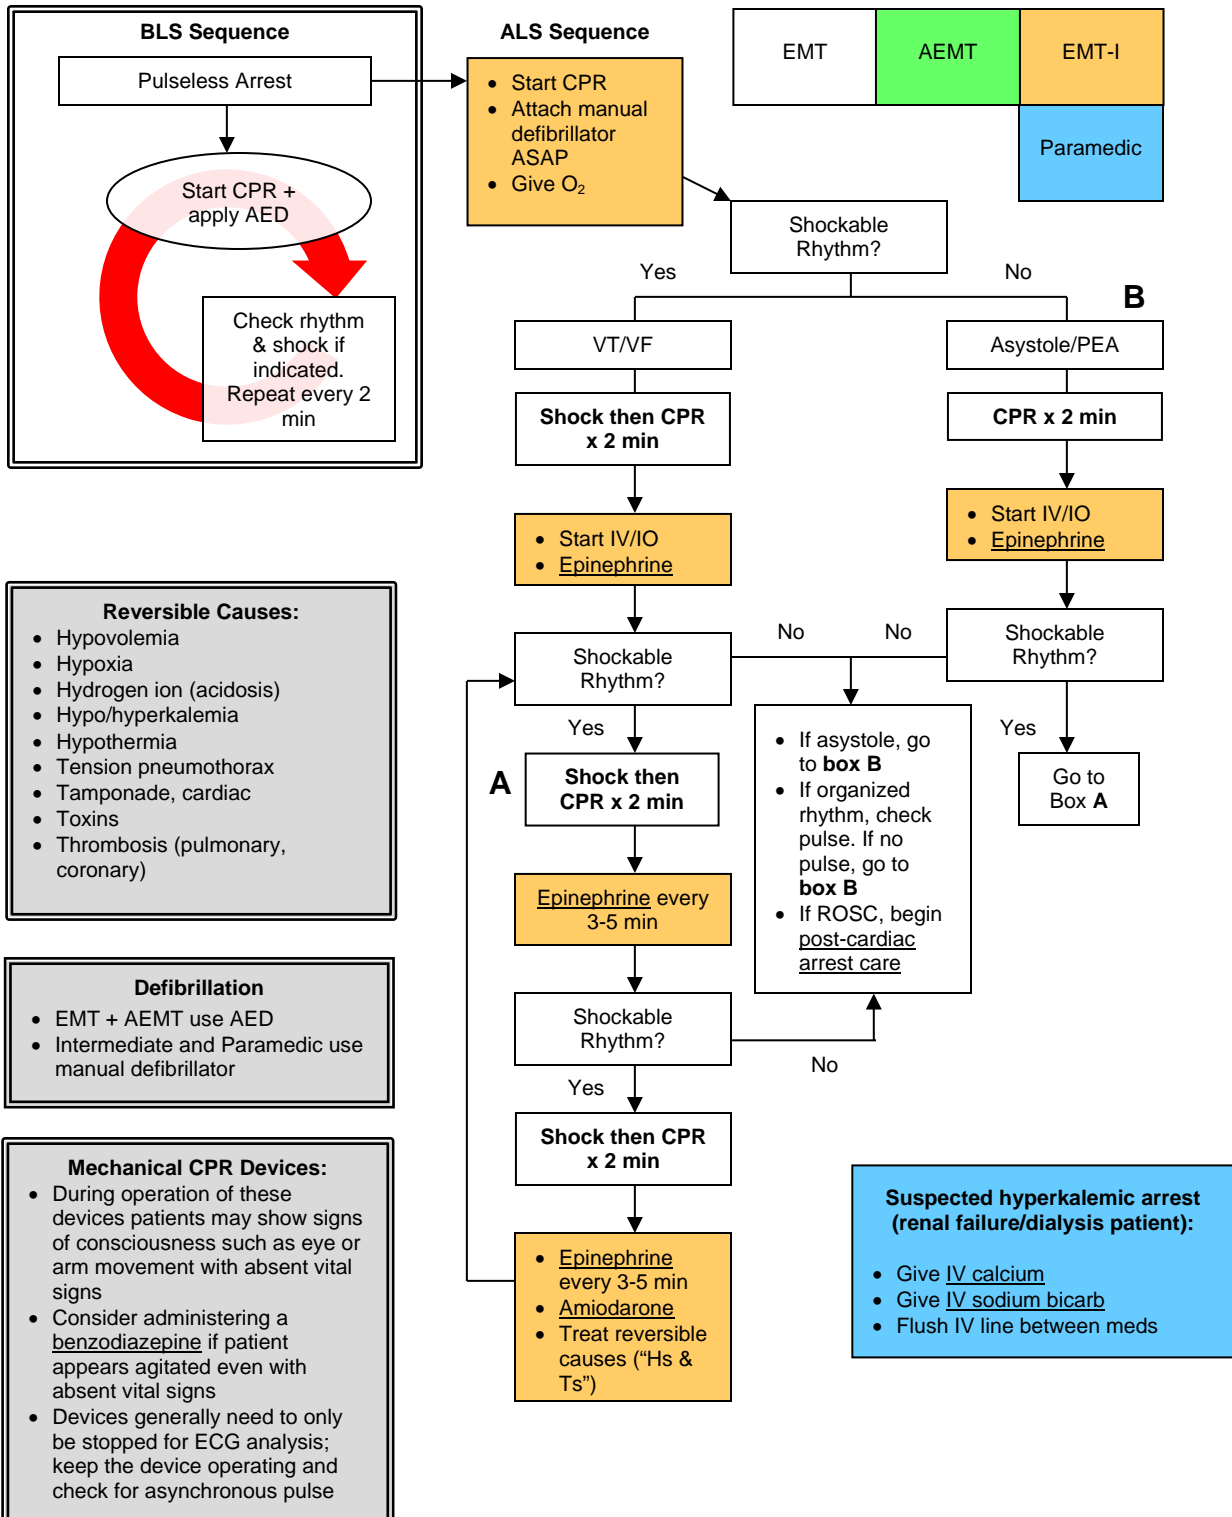 BLS Sequence
Pulseless Arrest
Start CPR +
apply AED
Check rhythm
& shock if
indicated.
Repeat every 2
min
ALS Sequence
• Start CPR
• Attach manual
defibrillator
ASAP
• Give O₂
EMT
AEMT
EMT-I
Paramedic
Shockable
Rhythm?
Yes
No
B
VT/VF
Asystole/PEA
Shock then CPR
x 2 min
CPR x 2 min
• Start IV/IO
• Epinephrine
• Start IV/IO
• Epinephrine
Shockable
Rhythm?
No
No
Shockable
Rhythm?
Yes
Yes
A
Shock then
CPR x 2 min
• If asystole, go
to box B
• If organized
rhythm, check
pulse. If no
pulse, go to
box B
• If ROSC, begin
post-cardiac
arrest care
Go to
Box A
Epinephrine every
3-5 min
Shockable
Rhythm?
No
Yes
Shock then CPR
x 2 min
• Epinephrine
every 3-5 min
• Amiodarone
• Treat reversible
causes (“Hs &
Ts”)
Reversible Causes:
• Hypovolemia
• Hypoxia
• Hydrogen ion (acidosis)
• Hypo/hyperkalemia
• Hypothermia
• Tension pneumothorax
• Tamponade, cardiac
• Toxins
• Thrombosis (pulmonary,
coronary)
Defibrillation
• EMT + AEMT use AED
• Intermediate and Paramedic use
manual defibrillator
Mechanical CPR Devices:
• During operation of these
devices patients may show signs
of consciousness such as eye or
arm movement with absent vital
signs
• Consider administering a
benzodiazepine if patient
appears agitated even with
absent vital signs
• Devices generally need to only
be stopped for ECG analysis;
keep the device operating and
check for asynchronous pulse
Suspected hyperkalemic arrest
(renal failure/dialysis patient):
• Give IV calcium
• Give IV sodium bicarb
• Flush IV line between meds